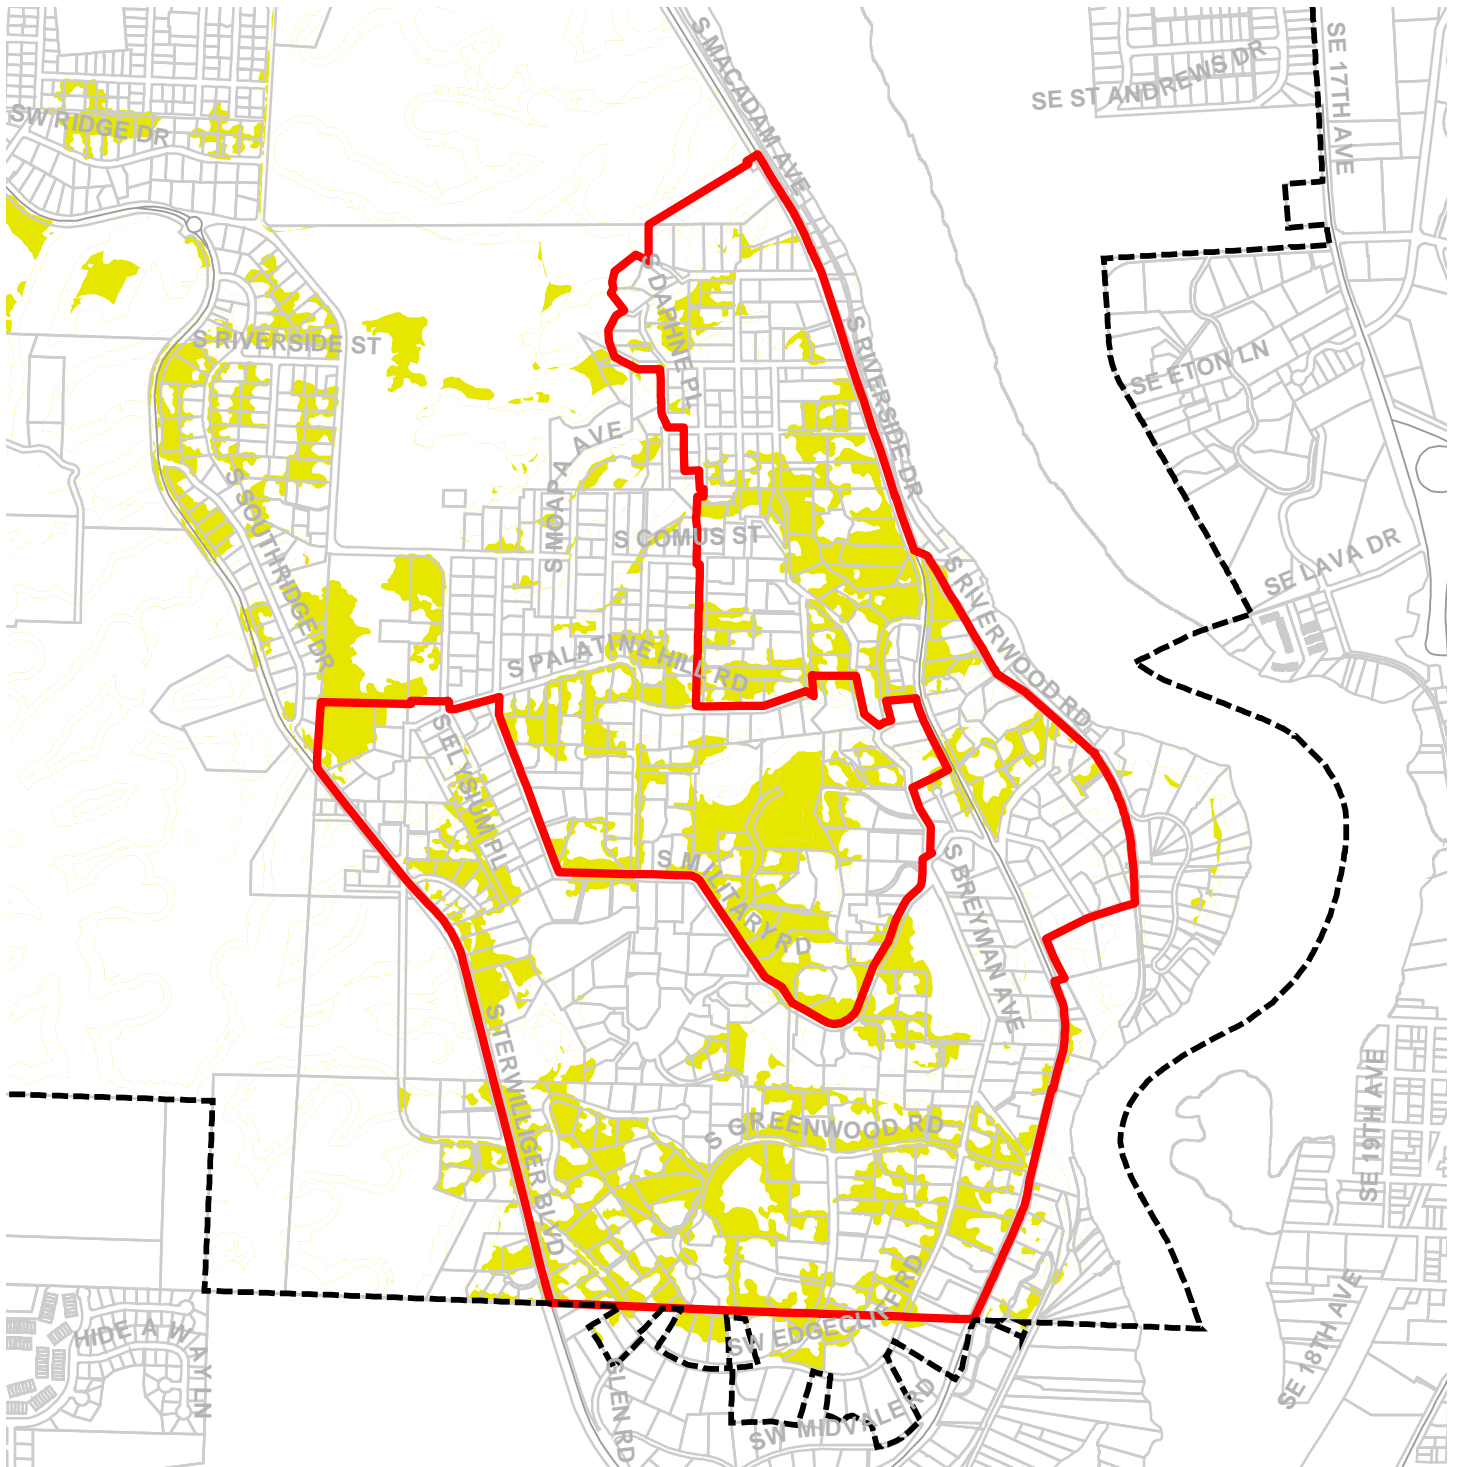 S MACADAM AVE
SE 17TH AVE
SE ST ANDREWS DR
SW RIDGE DR
S DAPHNE PL
S RIVERSIDE ST
S RIVERSIDE DR
SE ETON LN
S MOAPA AVE
S SOUTHRIDGE DR
S COMUS ST
SE LAVA DR
S RIVERWOOD RD
S PALATINE HILL RD
S ELYSIUM PL
S MILITARY RD
S BREYMAN AVE
S TERWILLIGER BLVD
S GREENWOOD RD
SE 19TH AVE
SW EDGECLIFF RD
HIDE A WAY LN
GLEN RD
SW MIDVALE RD
SE 18TH AVE